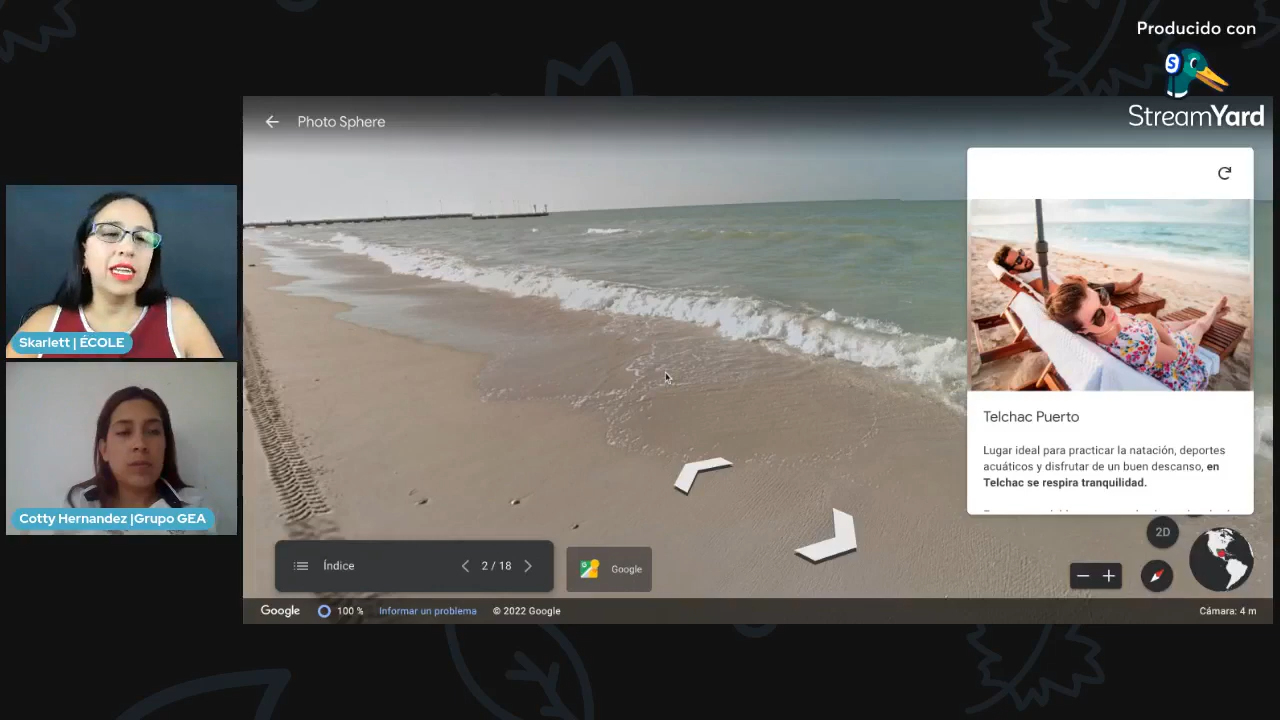 Producido con
S
StreamYard
Photo Sphere
Skarlett | ÉCOLE
Cotty Hernandez |Grupo GEA
Telchac Puerto
Lugar ideal para practicar la natación, deportes
acuáticos y disfrutar de un buen descanso, en
Telchac se respira tranquilidad.
2D
Índice
2 / 18
Google
Google
100 %
Informar un problema
© 2022 Google
Cámara: 4 m